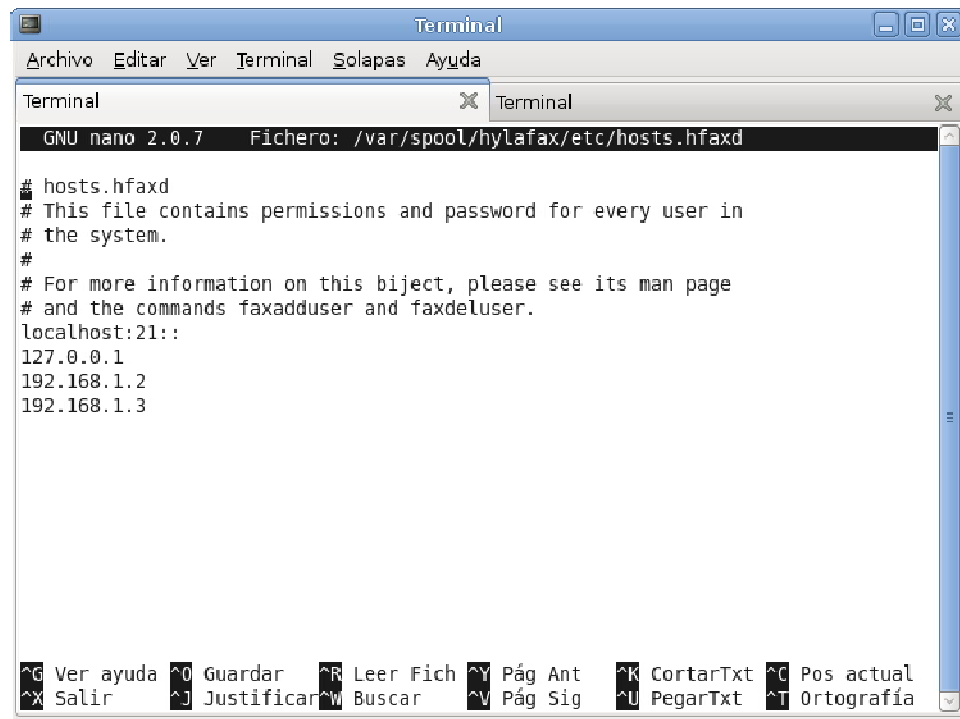 Terminal
Archivo Editar Ver Terminal Solapas Ayuda
Terminal Terminal
GNU nano 2.0.7 Fichero: /var/spool/hylafax/etc/hosts.hfaxd
# hosts.hfaxd
# This file contains permissions and password for every user in
# the system.
#
# For more information on this biject, please see its man page
# and the commands faxadduser and faxdeluser.
localhost:21::
127.0.0.1
192.168.1.2
192.168.1.3
^G Ver ayuda ^O Guardar ^R Leer Fich ^Y Pág Ant ^K CortarTxt ^C Pos actual
^X Salir ^J Justificar ^W Buscar ^V Pág Sig ^U PegarTxt ^T Ortografía